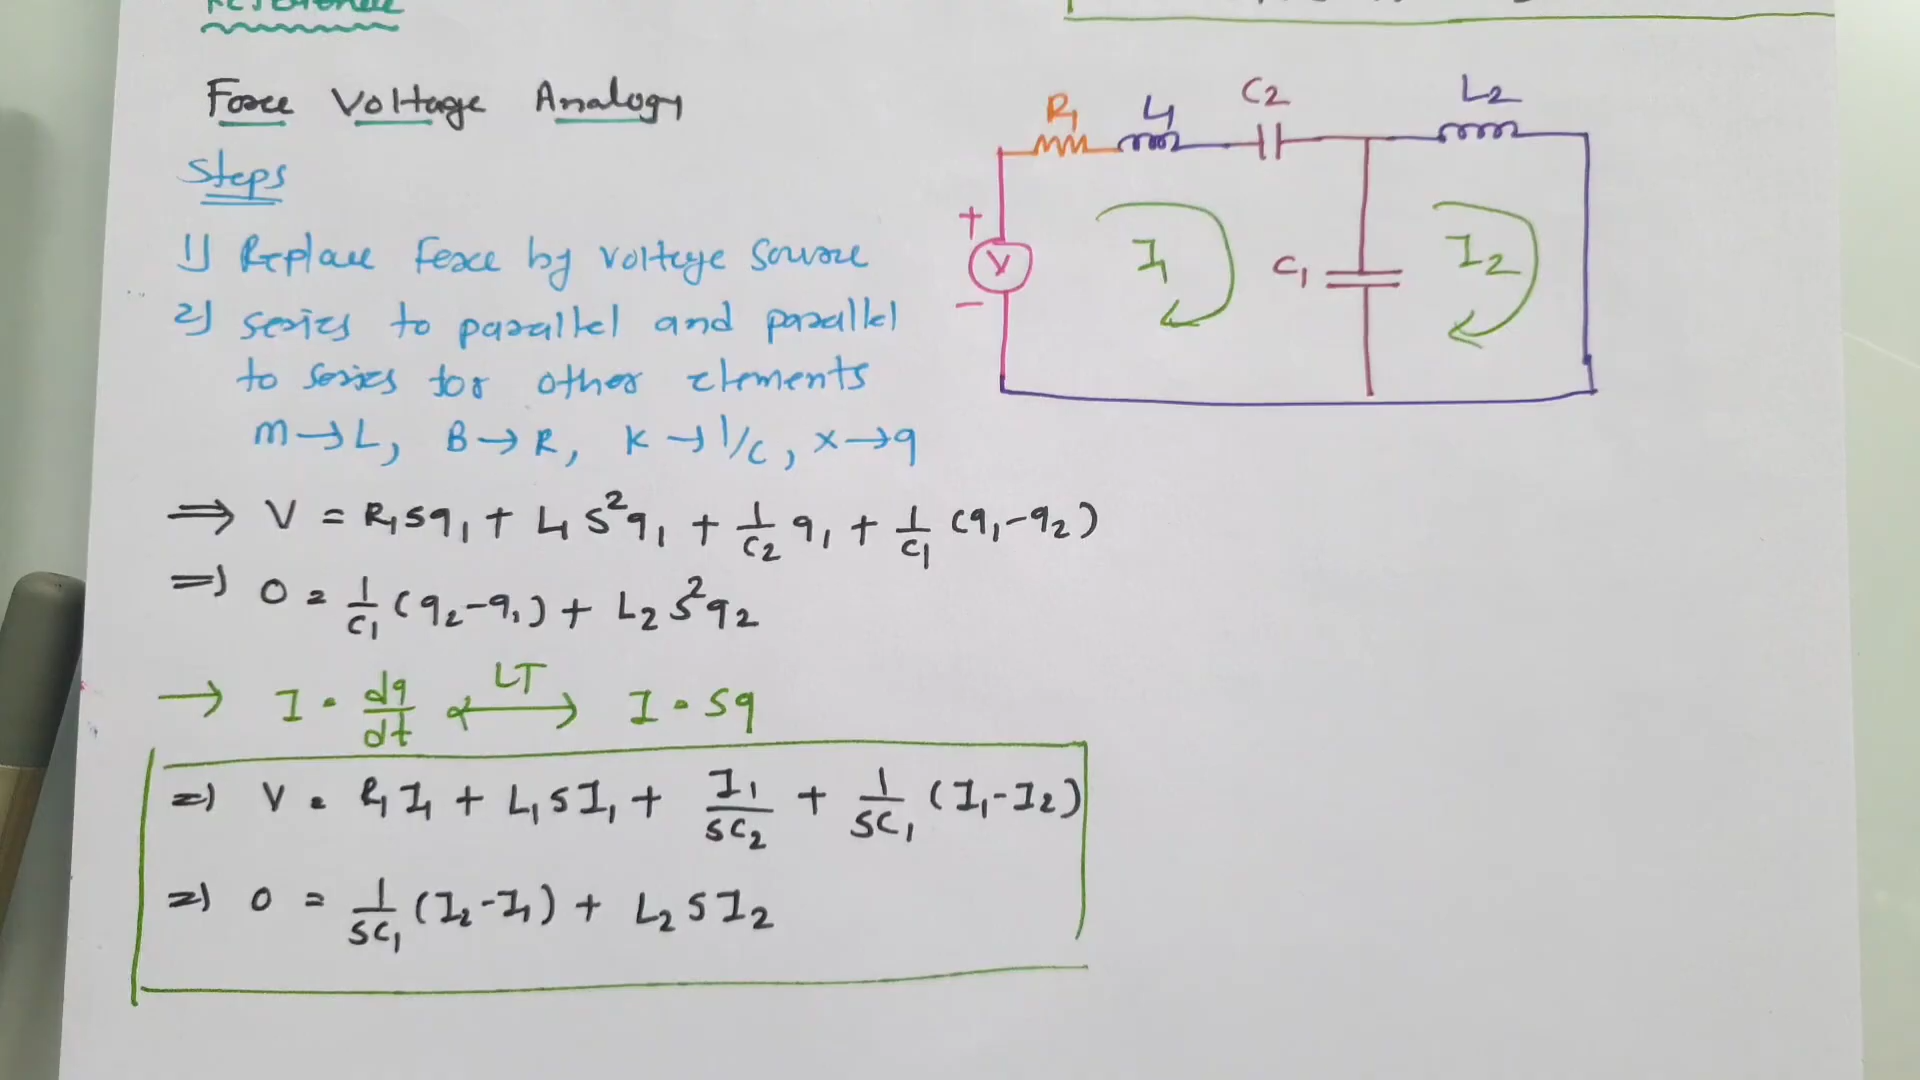 Force Voltage Analogy
Steps
1) Replace Force by Voltage Source
2) series to parallel and parallel
to series for other elements
M→L, B→R, K→1/C, x→q
⇒ V = R₁sq₁ + L₁s²q₁ + 1/C₂ q₁ + 1/C₁ (q₁-q₂)
⇒ 0 = 1/C₁ (q₂-q₁) + L₂s²q₂
→ I = dq/dt ←LT→ I = sq
⇒ V = R₁I₁ + L₁sI₁ + I₁/sC₂ + 1/sC₁ (I₁-I₂)
⇒ 0 = 1/sC₁ (I₂-I₁) + L₂sI₂
R₁ L₁ C2 L2
+
V
-
I₁ C₁ I2